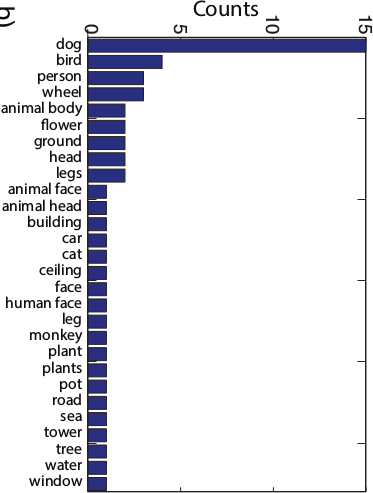 b)
Counts
0 5 10 15
dog
bird
person
wheel
animal body
flower
ground
head
legs
animal face
animal head
building
car
cat
ceiling
face
human face
leg
monkey
plant
plants
pot
road
sea
tower
tree
water
window